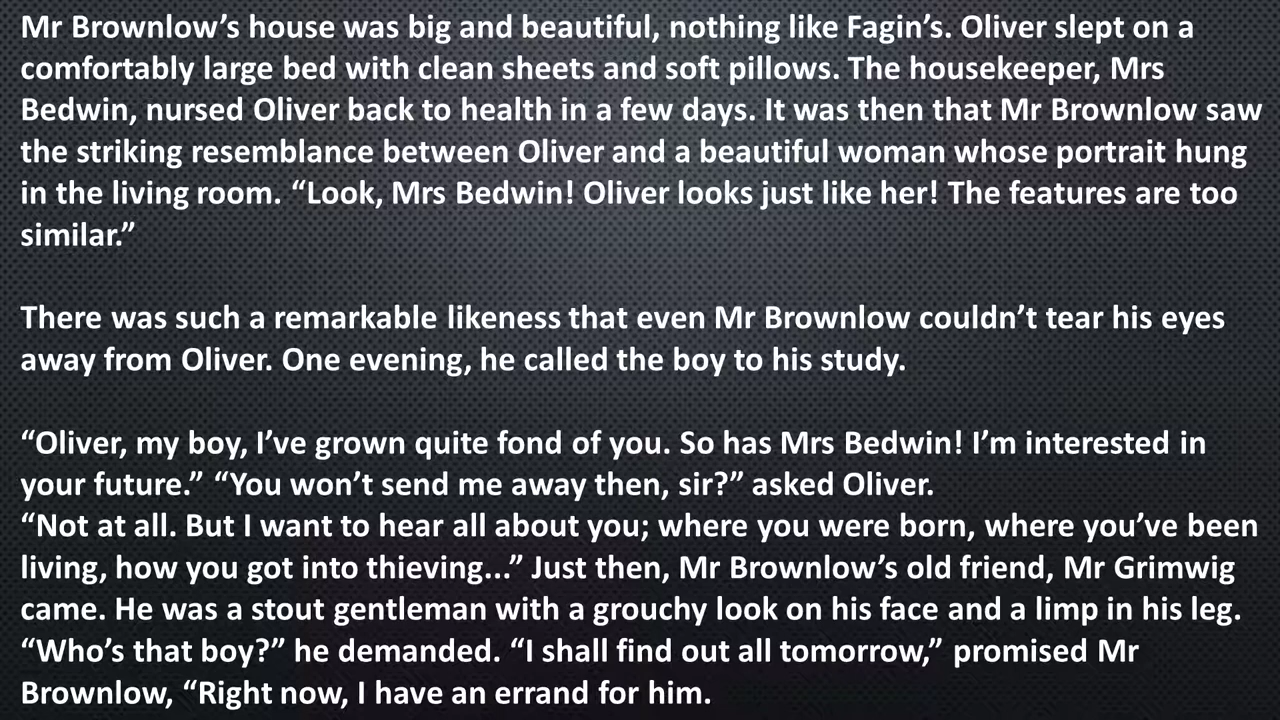 Mr Brownlow’s house was big and beautiful, nothing like Fagin’s. Oliver slept on a
comfortably large bed with clean sheets and soft pillows. The housekeeper, Mrs
Bedwin, nursed Oliver back to health in a few days. It was then that Mr Brownlow saw
the striking resemblance between Oliver and a beautiful woman whose portrait hung
in the living room. “Look, Mrs Bedwin! Oliver looks just like her! The features are too
similar.”
There was such a remarkable likeness that even Mr Brownlow couldn’t tear his eyes
away from Oliver. One evening, he called the boy to his study.
“Oliver, my boy, I’ve grown quite fond of you. So has Mrs Bedwin! I’m interested in
your future.” “You won’t send me away then, sir?” asked Oliver.
“Not at all. But I want to hear all about you; where you were born, where you’ve been
living, how you got into thieving...” Just then, Mr Brownlow’s old friend, Mr Grimwig
came. He was a stout gentleman with a grouchy look on his face and a limp in his leg.
“Who’s that boy?” he demanded. “I shall find out all tomorrow,” promised Mr
Brownlow, “Right now, I have an errand for him.